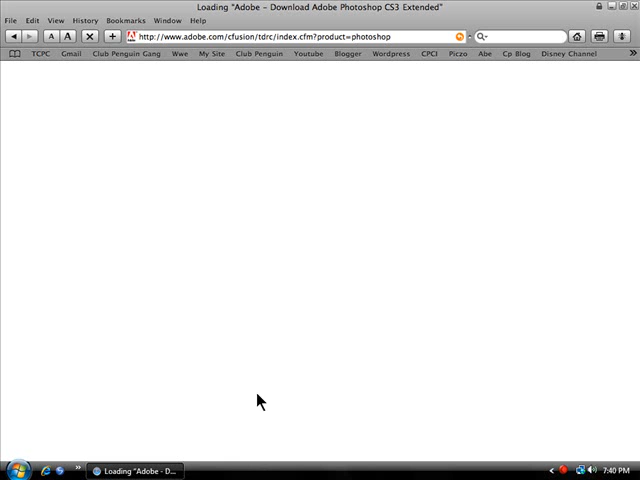 Loading "Adobe - Download Adobe Photoshop CS3 Extended"
File Edit View History Bookmarks Window Help
A A http://www.adobe.com/cfusion/tdrc/index.cfm?product=photoshop
TCPC Gmail Club Penguin Gang Wwe My Site Club Penguin Youtube Blogger Wordpress CPCI Piczo Abe Cp Blog Disney Channel
Loading "Adobe - D... 7:40 PM